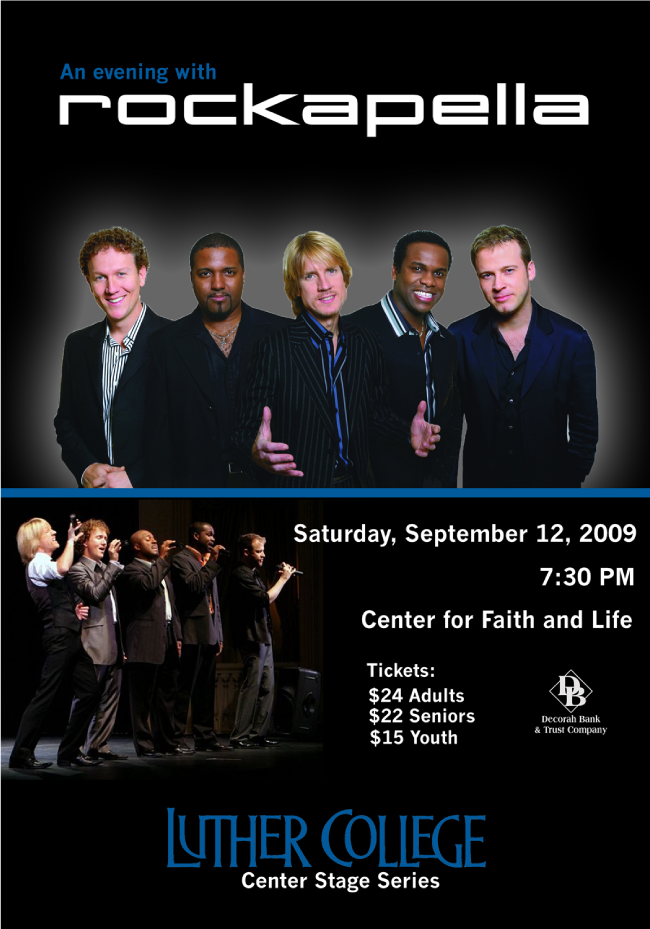 An evening with
rockapella
Saturday, September 12, 2009
7:30 PM
Center for Faith and Life
Tickets:
$24 Adults
$22 Seniors
$15 Youth
DB
Decorah Bank
& Trust Company
LUTHER COLLEGE
Center Stage Series